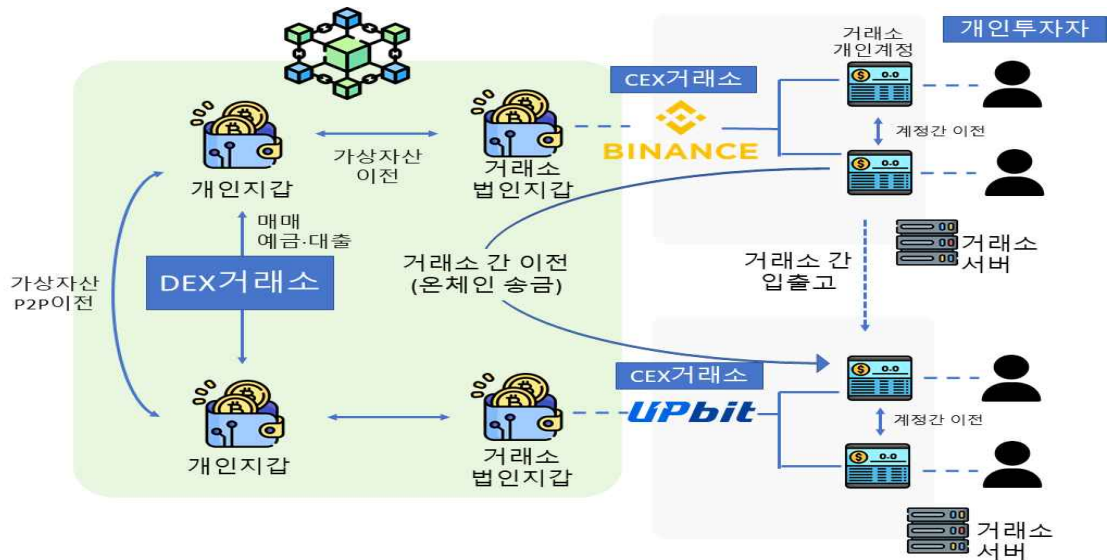 거래소
개인계정
개인투자자
CEX거래소
BINANCE
계정간 이전
가상자산
이전
개인지갑
거래소
법인지갑
매매
예금·대출
가상자산
P2P이전
DEX거래소
거래소 간 이전
(온체인 송금)
거래소 간
입출고
거래소
서버
CEX거래소
UPbit
계정간 이전
개인지갑
거래소
법인지갑
거래소
서버